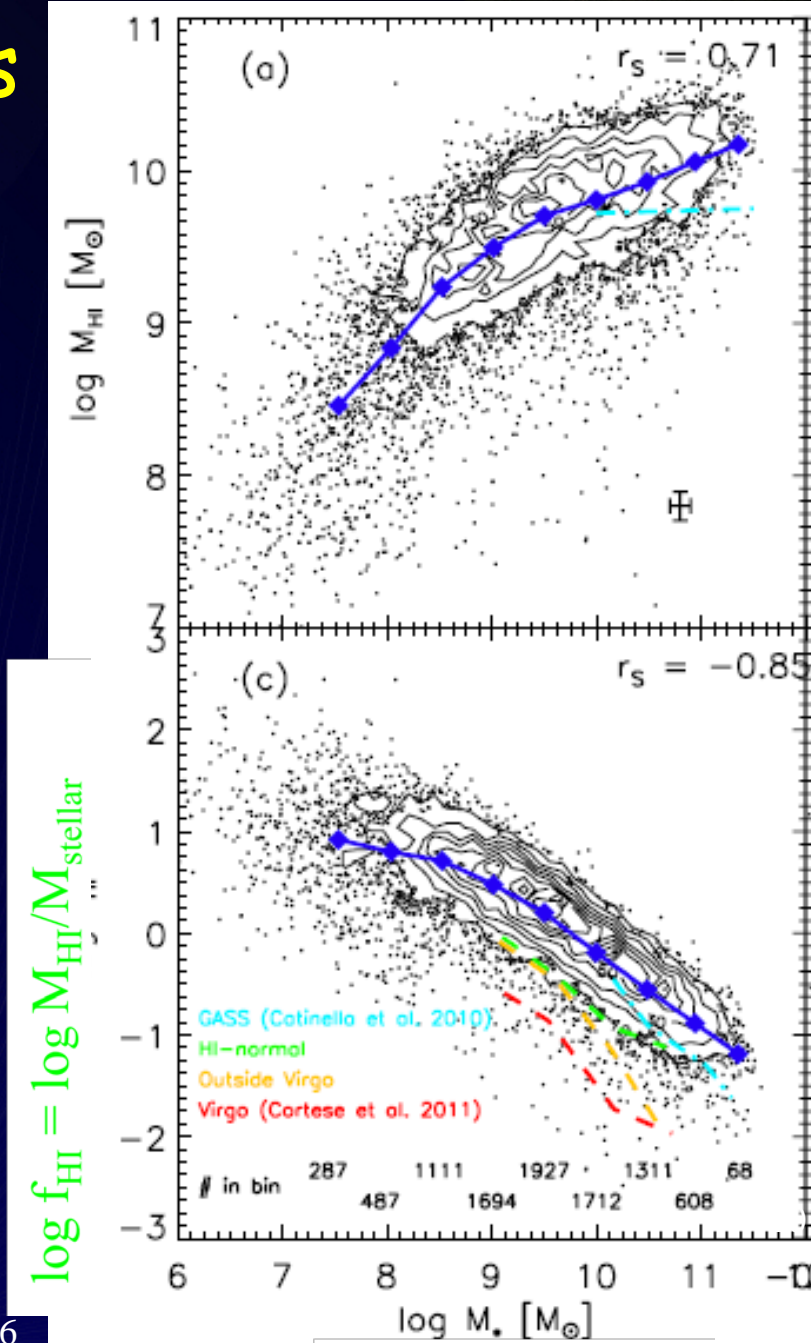 s
11
(a)
r_S = 0.71
10
9
8
7
log M_HI [M_⊙]
3
(c)
r_S = −0.85
2
1
0
−1
−2
−3
log f_HI = log M_HI/M_stellar
GASS (Catinella et al. 2010)
HI−normal
Outside Virgo
Virgo (Cortese et al. 2011)
# in bin
287 1111 1927 1311 68
487 1694 1712 608
6 7 8 9 10 11
log M_* [M_⊙]
6